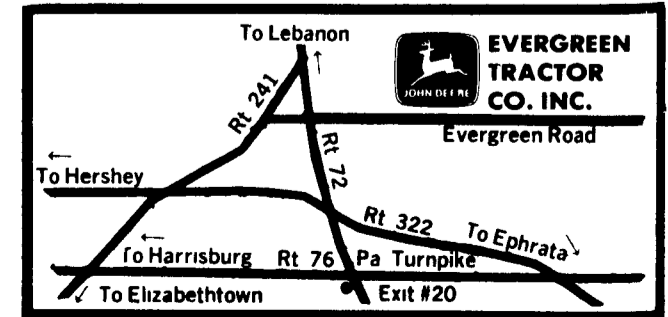 To Lebanon
EVERGREEN
TRACTOR
CO. INC.
JOHN DEERE
Rt 241
Evergreen Road
Rt 72
To Hershey
Rt 322
To Ephrata
To Harrisburg Rt 76 Pa Turnpike
To Elizabethtown Exit #20